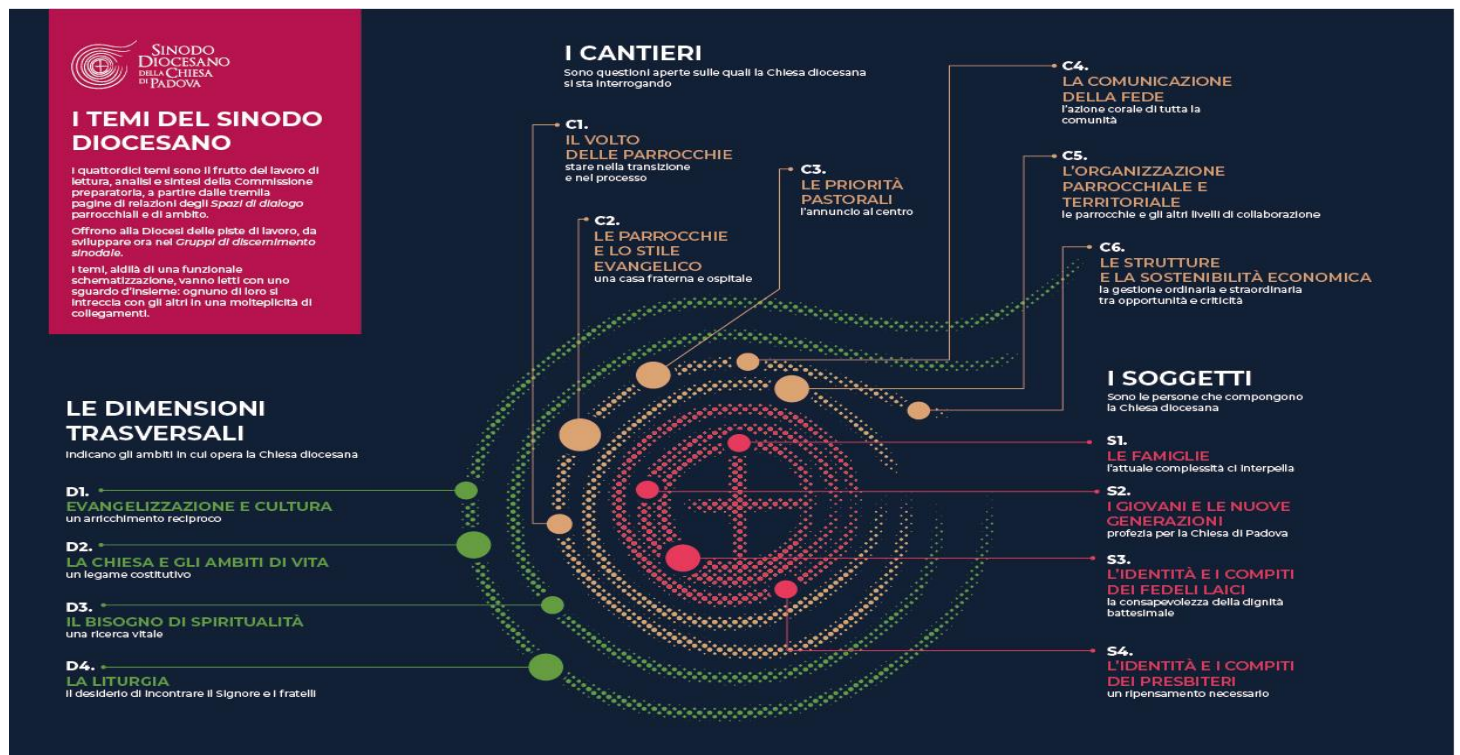 SINODO
DIOCESANO
DELLA CHIESA
DI PADOVA
I TEMI DEL SINODO
DIOCESANO
I quattordici temi sono il frutto del lavoro di
lettura, analisi e sintesi della Commissione
preparatoria, a partire dalle tremila
pagine di relazioni degli Spazi di dialogo
parrocchiali e di ambito.
Offrono alla Diocesi delle piste di lavoro, da
sviluppare ora nei Gruppi di discernimento
sinodale.
I temi, aldilà di una funzionale
schematizzazione, vanno letti con uno
sguardo d'insieme: ognuno di loro si
intreccia con gli altri in una molteplicità di
collegamenti.
I CANTIERI
Sono questioni aperte sulle quali la Chiesa diocesana
si sta interrogando
C1.
IL VOLTO
DELLE PARROCCHIE
stare nella transizione
e nel processo
C2.
LE PARROCCHIE
E LO STILE
EVANGELICO
una casa fraterna e ospitale
C3.
LE PRIORITÀ
PASTORALI
l'annuncio al centro
C4.
LA COMUNICAZIONE
DELLA FEDE
l'azione corale di tutta la
comunità
C5.
L'ORGANIZZAZIONE
PARROCCHIALE E
TERRITORIALE
le parrocchie e gli altri livelli di collaborazione
C6.
LE STRUTTURE
E LA SOSTENIBILITÀ ECONOMICA
la gestione ordinaria e straordinaria
tra opportunità e criticità
LE DIMENSIONI
TRASVERSALI
Indicano gli ambiti in cui opera la Chiesa diocesana
D1.
EVANGELIZZAZIONE E CULTURA
un arricchimento reciproco
D2.
LA CHIESA E GLI AMBITI DI VITA
un legame costitutivo
D3.
IL BISOGNO DI SPIRITUALITÀ
una ricerca vitale
D4.
LA LITURGIA
il desiderio di incontrare il Signore e i fratelli
I SOGGETTI
Sono le persone che compongono
la Chiesa diocesana
S1.
LE FAMIGLIE
l'attuale complessità ci interpella
S2.
I GIOVANI E LE NUOVE
GENERAZIONI
profezia per la Chiesa di Padova
S3.
L'IDENTITÀ E I COMPITI
DEI FEDELI LAICI
la consapevolezza della dignità
battesimale
S4.
L'IDENTITÀ E I COMPITI
DEI PRESBITERI
un ripensamento necessario